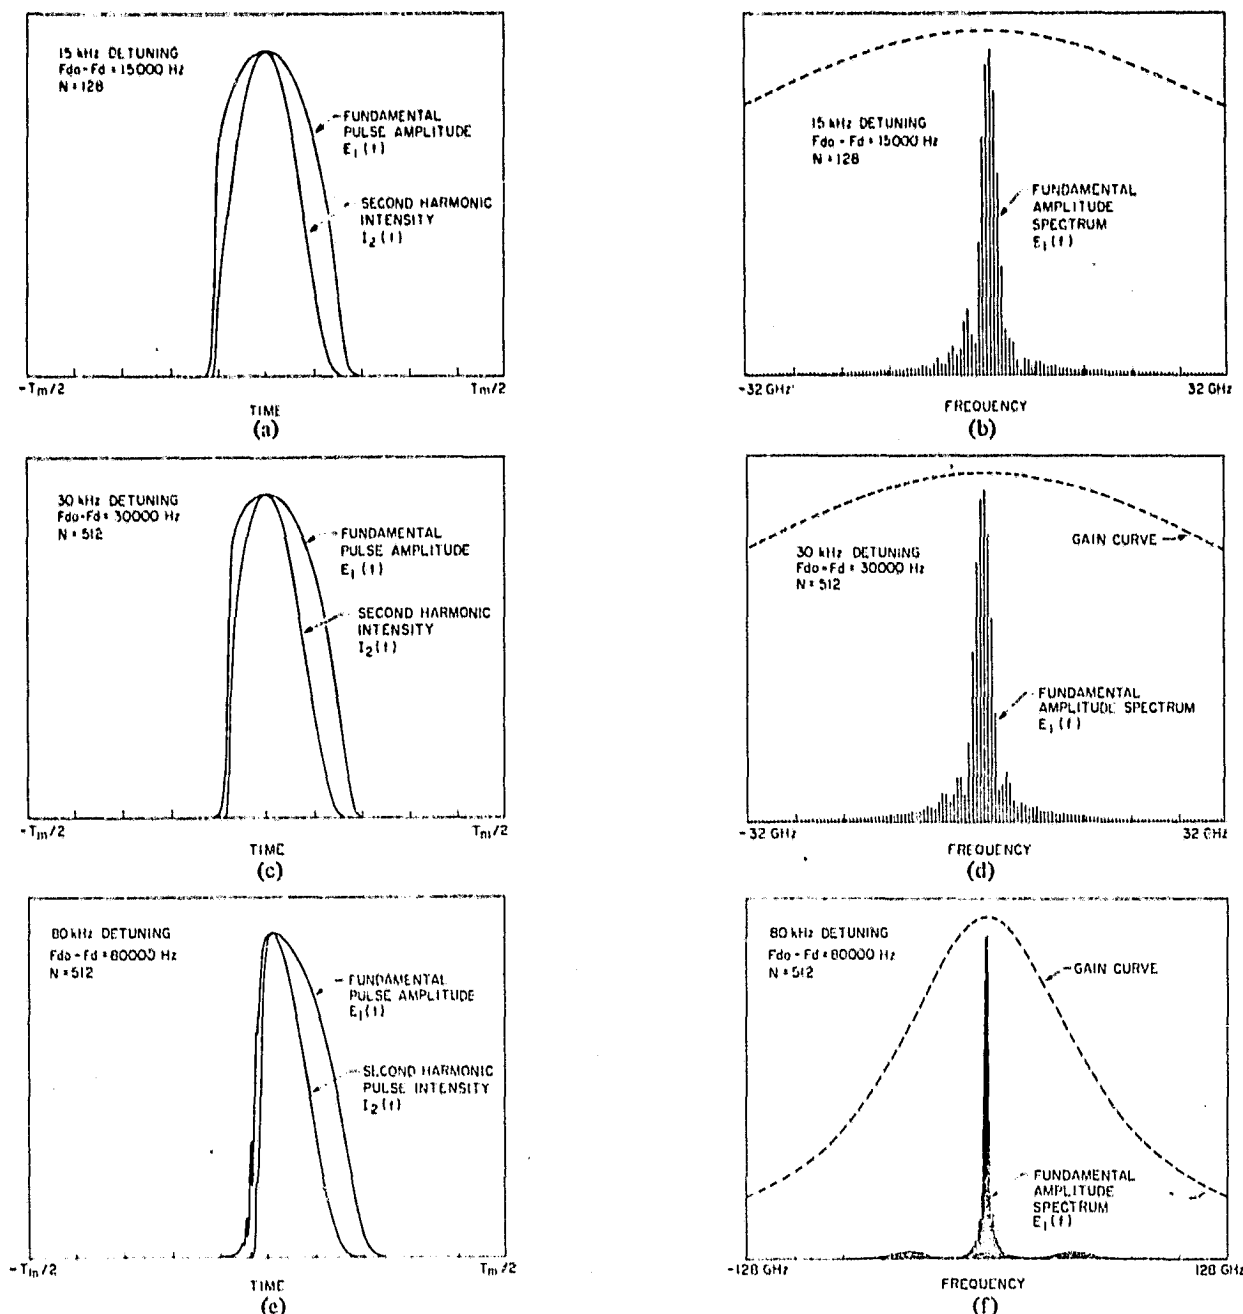 15 kHz DETUNING
Fdo - Fd = 15000 Hz
N = 128
FUNDAMENTAL
PULSE AMPLITUDE
E₁(t)
SECOND HARMONIC
INTENSITY
I₂(t)
-Tm/2
Tm/2
TIME
(a)
15 kHz DETUNING
Fdo - Fd = 15000 Hz
N = 128
FUNDAMENTAL
AMPLITUDE
SPECTRUM
E₁(f)
-32 GHz
32 GHz
FREQUENCY
(b)
30 kHz DETUNING
Fdo-Fd = 30000 Hz
N = 512
FUNDAMENTAL
PULSE AMPLITUDE
E₁(t)
SECOND HARMONIC
INTENSITY
I₂(t)
-Tm/2
Tm/2
TIME
(c)
30 kHz DETUNING
Fdo-Fd = 30000 Hz
N = 512
GAIN CURVE
FUNDAMENTAL
AMPLITUDE SPECTRUM
E₁(f)
-32 GHz
32 GHz
FREQUENCY
(d)
80 kHz DETUNING
Fdo - Fd = 80000 Hz
N = 512
FUNDAMENTAL
PULSE AMPLITUDE
E₁(t)
SECOND HARMONIC
PULSE INTENSITY
I₂(t)
-Tm/2
Tm/2
TIME
(e)
80 kHz DETUNING
Fdo - Fd = 80000 Hz
N = 512
GAIN CURVE
FUNDAMENTAL
AMPLITUDE
SPECTRUM
E₁(f)
-128 GHz
128 GHz
FREQUENCY
(f)